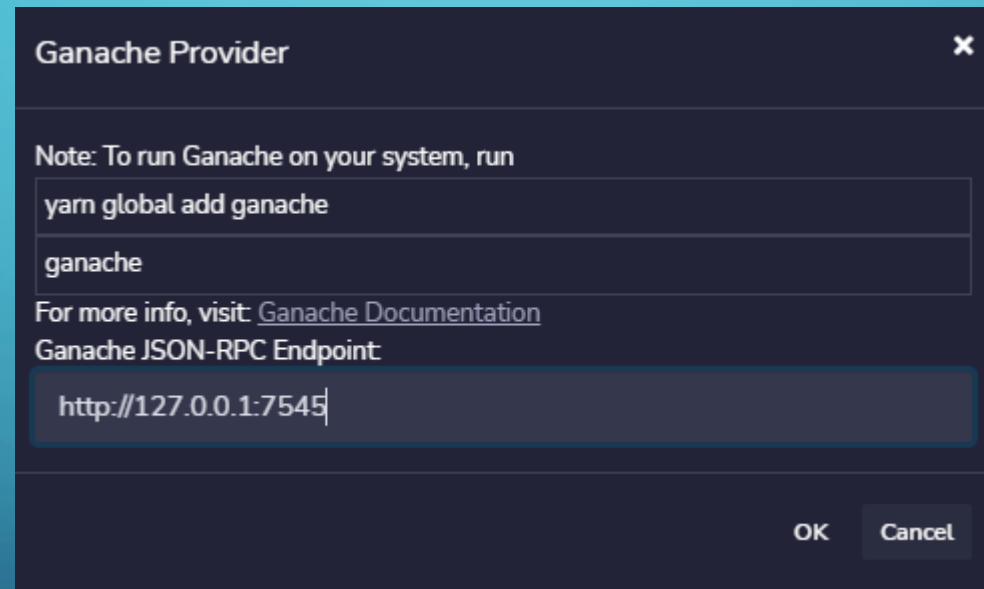 Ganache Provider
Note: To run Ganache on your system, run
yarn global add ganache
ganache
For more info, visit: Ganache Documentation
Ganache JSON-RPC Endpoint:
http://127.0.0.1:7545
OK Cancel